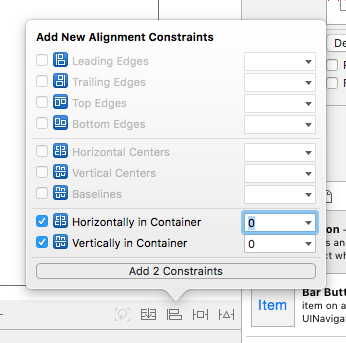 Add New Alignment Constraints
Leading Edges
Trailing Edges
Top Edges
Bottom Edges
Horizontal Centers
Vertical Centers
Baselines
Horizontally in Container 0
Vertically in Container 0
Add 2 Constraints
De
on –
s an
ct wh
Item
Bar Butt
item on a
UINavigat